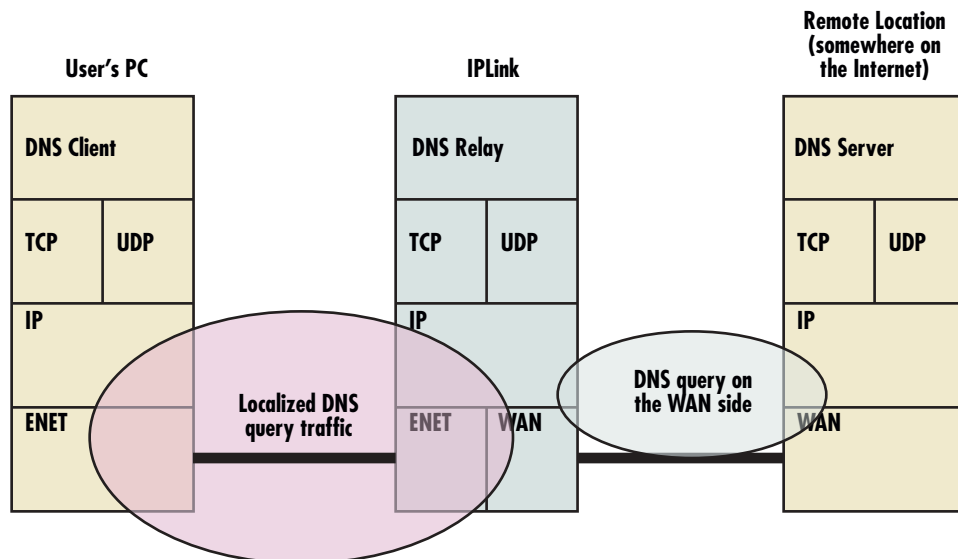 User's PC
DNS Client
TCP
UDP
IP
ENET
Localized DNS
query traffic
IPLink
DNS Relay
TCP
UDP
IP
ENET
WAN
DNS query on
the WAN side
Remote Location
(somewhere on
the Internet)
DNS Server
TCP
UDP
IP
WAN